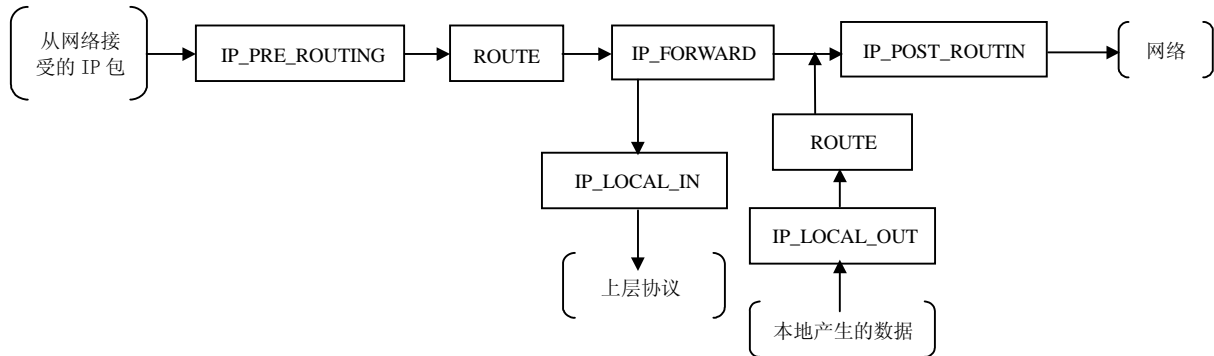 从网络接
受的 IP 包
IP_PRE_ROUTING
ROUTE
IP_FORWARD
IP_POST_ROUTIN
网络
ROUTE
IP_LOCAL_IN
IP_LOCAL_OUT
上层协议
本地产生的数据